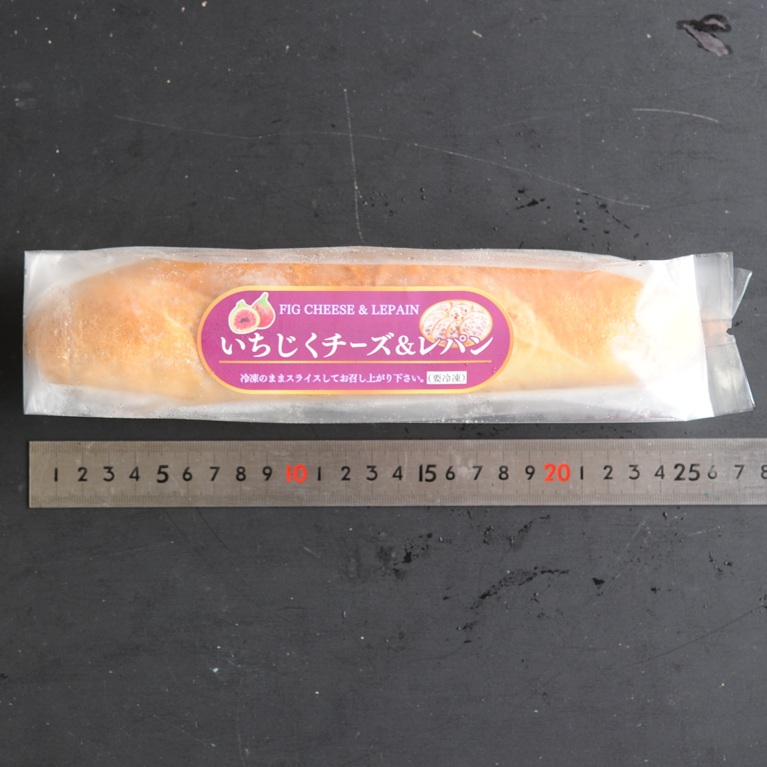 FIG CHEESE & LEPAIN
いちじくチーズ&レパン
冷凍のままスライスしてお召し上がり下さい。(要冷凍)
1 2 3 4 5 6 7 8 9 10 1 2 3 4 15 6 7 8 9 20 1 2 3 4 25 6 7 8